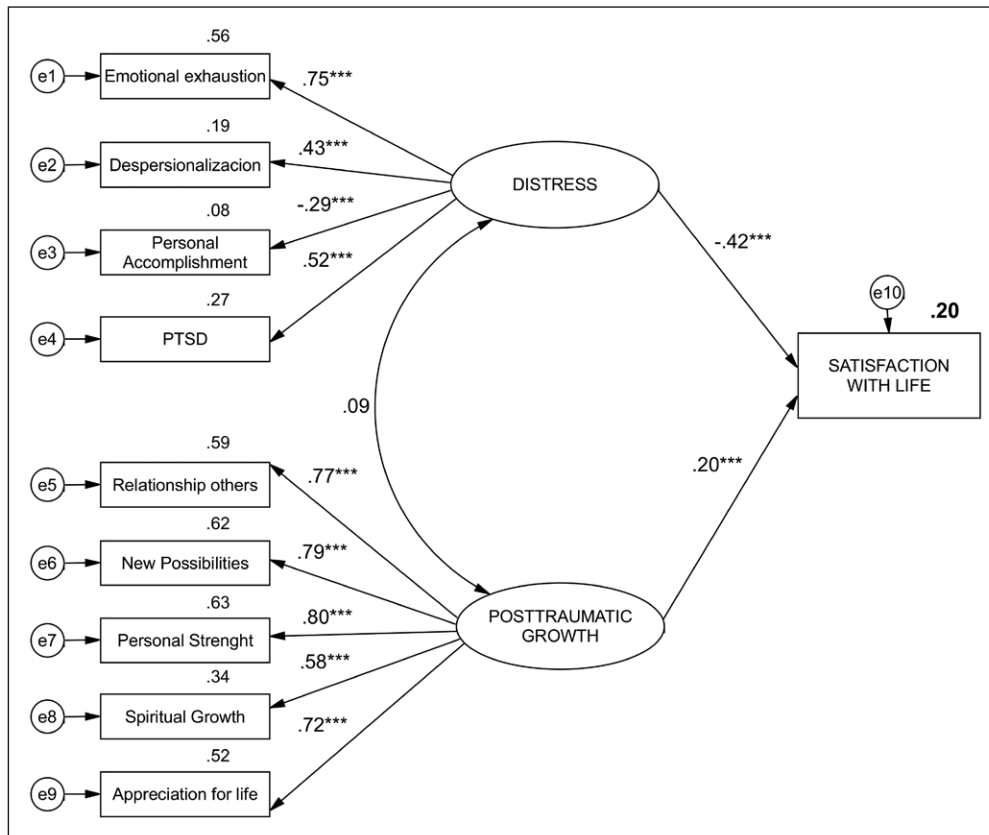 .56
e1
Emotional exhaustion
.75***
.19
e2
Despersionalizacion
.43***
DISTRESS
.08
-.29***
e3
Personal
Accomplishment
.52***
-.42***
.27
e4
PTSD
e10
.20
SATISFACTION
WITH LIFE
.09
.59
e5
Relationship others
.77***
.20***
.62
e6
New Possibilities
.79***
.63
e7
Personal Strenght
.80***
POSTTRAUMATIC
GROWTH
.34
.58***
e8
Spiritual Growth
.72***
.52
e9
Appreciation for life